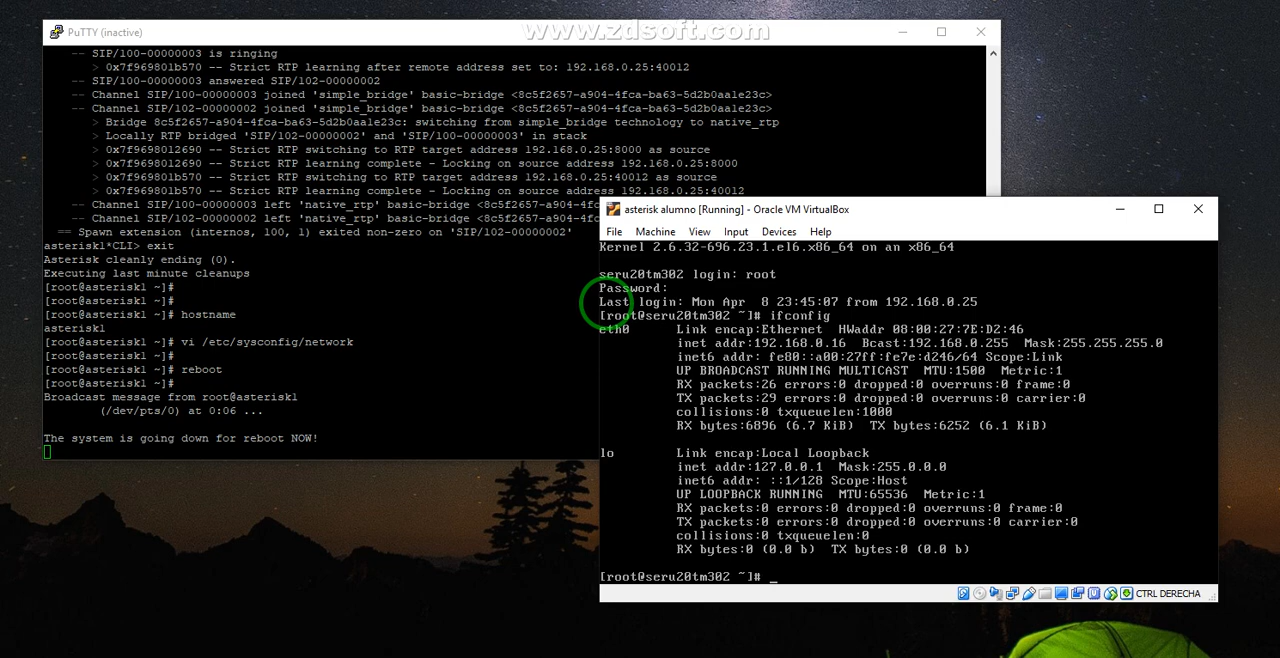 www.zdsoft.com
PuTTY (inactive)
-- SIP/100-00000003 is ringing
> 0x7f969801b570 -- Strict RTP learning after remote address set to: 192.168.0.25:40012
-- SIP/100-00000003 answered SIP/102-00000002
-- Channel SIP/100-00000003 joined 'simple_bridge' basic-bridge <8c5f2657-a904-4fca-ba63-5d2b0aa1e23c>
-- Channel SIP/102-00000002 joined 'simple_bridge' basic-bridge <8c5f2657-a904-4fca-ba63-5d2b0aa1e23c>
> Bridge 8c5f2657-a904-4fca-ba63-5d2b0aa1e23c: switching from simple_bridge technology to native_rtp
> Locally RTP bridged 'SIP/102-00000002' and 'SIP/100-00000003' in stack
> 0x7f9698012690 -- Strict RTP switching to RTP target address 192.168.0.25:8000 as source
> 0x7f9698012690 -- Strict RTP learning complete - Locking on source address 192.168.0.25:8000
> 0x7f969801b570 -- Strict RTP switching to RTP target address 192.168.0.25:40012 as source
> 0x7f969801b570 -- Strict RTP learning complete - Locking on source address 192.168.0.25:40012
-- Channel SIP/100-00000003 left 'native_rtp' basic-bridge <8c5f2657-a904-4fca-ba63-5d2b0aa1e23c>
-- Channel SIP/102-00000002 left 'native_rtp' basic-bridge <8c5f
== Spawn extension (internos, 100, 1) exited non-zero on 'SIP/102-00000002'
asterisk1*CLI> exit
Asterisk cleanly ending (0).
Executing last minute cleanups
[root@asterisk1 ~]#
[root@asterisk1 ~]#
[root@asterisk1 ~]# hostname
asterisk1
[root@asterisk1 ~]# vi /etc/sysconfig/network
[root@asterisk1 ~]#
[root@asterisk1 ~]# reboot
[root@asterisk1 ~]#
Broadcast message from root@asterisk1
(/dev/pts/0) at 0:06 ...
The system is going down for reboot NOW!
asterisk alumno [Running] - Oracle VM VirtualBox
File Machine View Input Devices Help
Kernel 2.6.32-696.23.1.el6.x86_64 on an x86_64
seru20tm302 login: root
Password:
Last login: Mon Apr  8 23:45:07 from 192.168.0.25
[root@seru20tm302 ~]# ifconfig
eth0 Link encap:Ethernet HWaddr 08:00:27:7E:D2:46
inet addr:192.168.0.16 Bcast:192.168.0.255 Mask:255.255.255.0
inet6 addr: fe80::a00:27ff:fe7e:d246/64 Scope:Link
UP BROADCAST RUNNING MULTICAST MTU:1500 Metric:1
RX packets:26 errors:0 dropped:0 overruns:0 frame:0
TX packets:29 errors:0 dropped:0 overruns:0 carrier:0
collisions:0 txqueuelen:1000
RX bytes:6896 (6.7 KiB) TX bytes:6252 (6.1 KiB)
lo Link encap:Local Loopback
inet addr:127.0.0.1 Mask:255.0.0.0
inet6 addr: ::1/128 Scope:Host
UP LOOPBACK RUNNING MTU:65536 Metric:1
RX packets:0 errors:0 dropped:0 overruns:0 frame:0
TX packets:0 errors:0 dropped:0 overruns:0 carrier:0
collisions:0 txqueuelen:0
RX bytes:0 (0.0 b) TX bytes:0 (0.0 b)
[root@seru20tm302 ~]# _
CTRL DERECHA